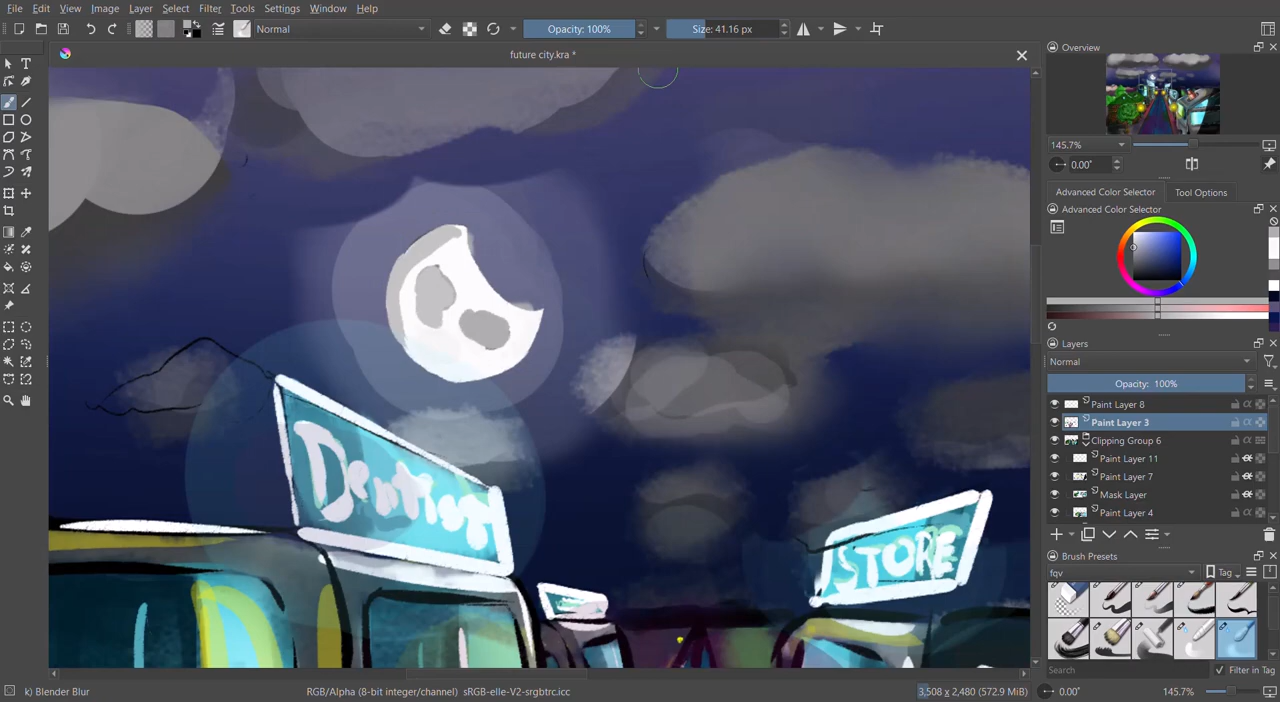 File Edit View Image Layer Select Filter Tools Settings Window Help
Normal
Opacity: 100%
Size: 41.16 px
future city.kra *
Overview
145.7%
0.00°
Advanced Color Selector Tool Options
Advanced Color Selector
Layers
Normal
Opacity: 100%
Paint Layer 8
Paint Layer 3
Clipping Group 6
Paint Layer 11
Paint Layer 7
Mask Layer
Paint Layer 4
Brush Presets
fqv
Tag
Search
Filter in Tag
Dentist
STORE
k) Blender Blur
RGB/Alpha (8-bit integer/channel) sRGB-elle-V2-srgbtrc.icc
3,508 x 2,480 (572.9 MiB)
0.00°
145.7%